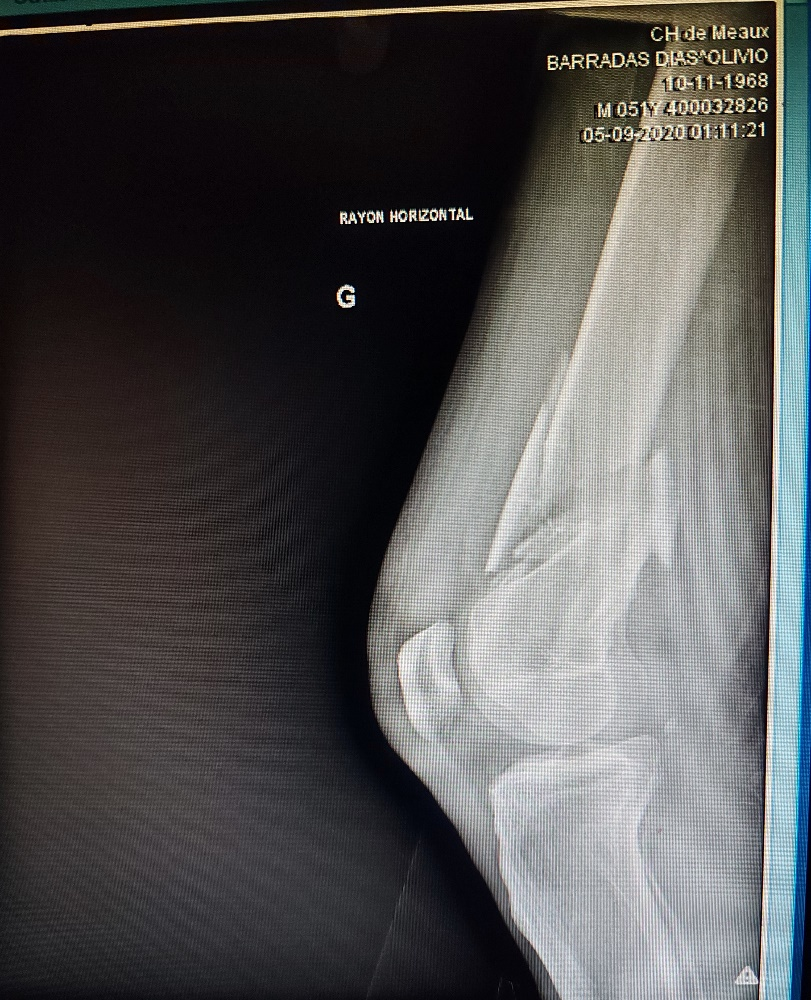 CH de Meaux
BARRADAS DIAS^OLIVIO
10-11-1968
M 051Y 400032826
05-09-2020 01:11:21
RAYON HORIZONTAL
G